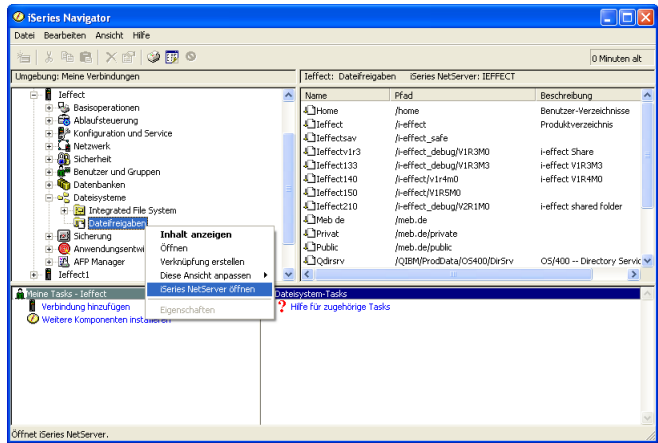 iSeries Navigator
Datei Bearbeiten Ansicht Hilfe
0 Minuten alt
Umgebung: Meine Verbindungen
Ieffect: Dateifreigaben iSeries NetServer: IEFFECT
Ieffect
Basisoperationen
Ablaufsteuerung
Konfiguration und Service
Netzwerk
Sicherheit
Benutzer und Gruppen
Datenbanken
Dateisysteme
Integrated File System
Dateifreigaben
Sicherung
Anwendungsentwi
AFP Manager
Ieffect1
Inhalt anzeigen
Öffnen
Verknüpfung erstellen
Diese Ansicht anpassen
iSeries NetServer öffnen
Eigenschaften
Name Pfad Beschreibung
Home /home Benutzer-Verzeichnisse
Ieffect /i-effect Produktverzeichnis
Ieffectsav /i-effect_safe
Ieffectv1r3 /i-effect_debug/V1R3M0 i-effect Share
Ieffect133 /i-effect_debug/V1R3M3 i-effect V1R3M3
Ieffect140 /i-effect/v1r4m0 i-effect V1R4M0
Ieffect150 /i-effect/V1R5M0
Ieffect210 /i-effect_debug/V2R1M0 i-effect shared folder
Meb de /meb.de
Privat /meb.de/private
Public /meb.de/public
Qdirsrv /QIBM/ProdData/OS400/DirSrv OS/400 -- Directory Servic
Meine Tasks - Ieffect
Verbindung hinzufügen
Weitere Komponenten installieren
Dateisystem-Tasks
Hilfe für zugehörige Tasks
Öffnet iSeries NetServer.